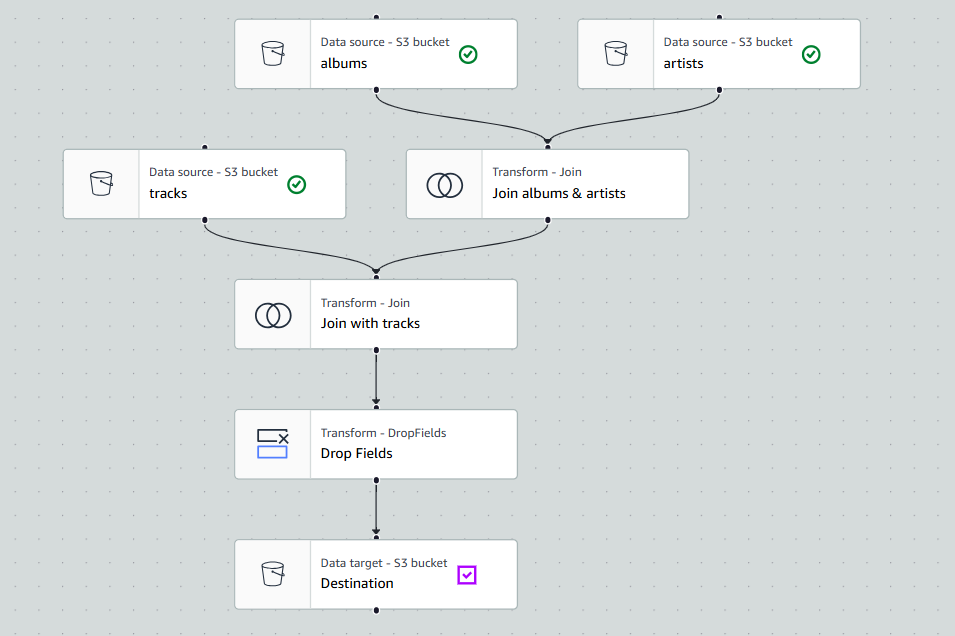 Data source - S3 bucket
albums
Data source - S3 bucket
artists
Data source - S3 bucket
tracks
Transform - Join
Join albums & artists
Transform - Join
Join with tracks
Transform - DropFields
Drop Fields
Data target - S3 bucket
Destination